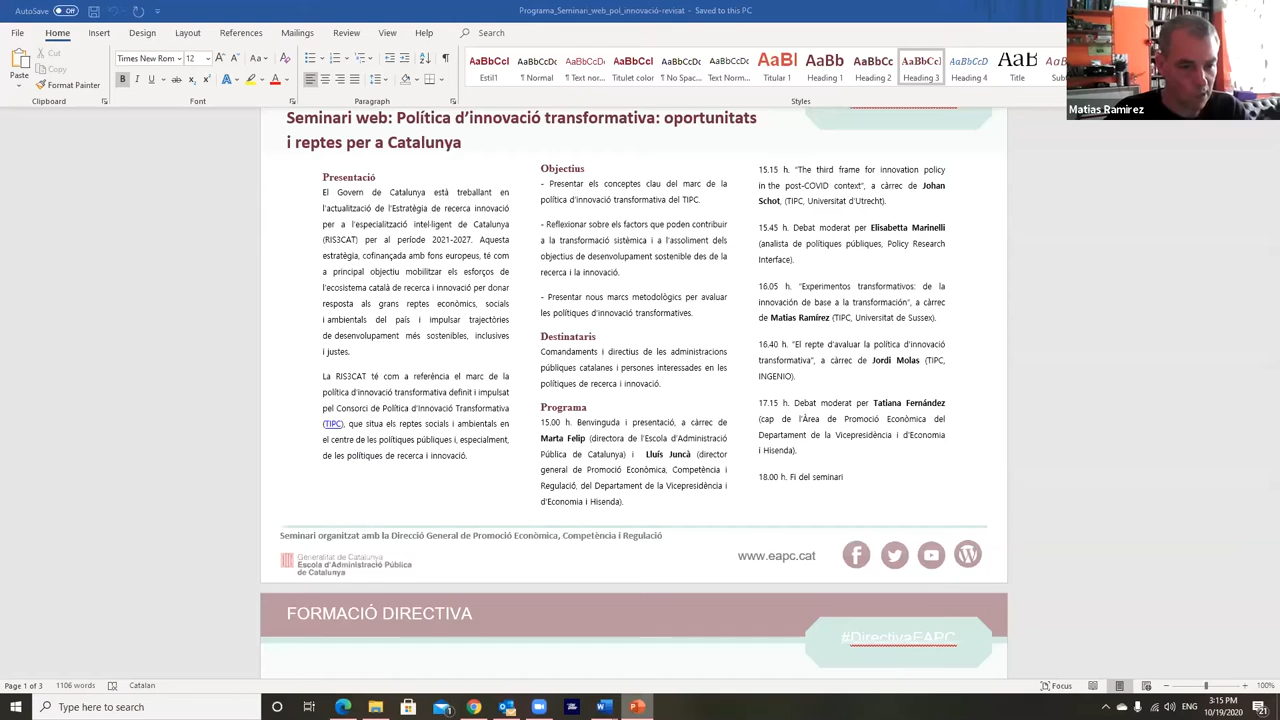 AutoSave Off
Programa_Seminari_web_pol_innovació-revisat - Saved to this PC
File Home Insert Design Layout References Mailings Review View Help Search
Paste
Cut
Copy
Format Painter
Clipboard
Times New Rom 12
Font
Paragraph
AaBbCcI AaBbCcDc AaBbCcDc AaBbCcI AaBbCcDc AaBbCcDc AaBl AaBbCc AaBbCc AaBbCcI AaBbCcD AaB
Estil1 ¶ Normal ¶ Text nor... Titulet color ¶ No Spac... Text Norm... Titular 1 Heading 1 Heading 2 Heading 3 Heading 4 Title
Styles
Matias Ramirez
Seminari web: Política d’innovació transformativa: oportunitats
i reptes per a Catalunya
Presentació
El Govern de Catalunya està treballant en
l’actualització de l’Estratègia de recerca innovació
per a l’especialització intel·ligent de Catalunya
(RIS3CAT) per al període 2021-2027. Aquesta
estratègia, cofinançada amb fons europeus, té com
a principal objectiu mobilitzar els esforços de
l’ecosistema català de recerca i innovació per donar
resposta als grans reptes econòmics, socials
i ambientals del país i impulsar trajectòries
de desenvolupament més sostenibles, inclusives
i justes.
La RIS3CAT té com a referència el marc de la
política d’innovació transformativa definit i impulsat
pel Consorci de Política d’Innovació Transformativa
(TIPC), que situa els reptes socials i ambientals en
el centre de les polítiques públiques i, especialment,
de les polítiques de recerca i innovació.
Objectius
- Presentar els conceptes clau del marc de la
política d’innovació transformativa del TIPC.
- Reflexionar sobre els factors que poden contribuir
a la transformació sistèmica i a l’assoliment dels
objectius de desenvolupament sostenible des de la
recerca i la innovació.
- Presentar nous marcs metodològics per avaluar
les polítiques d’innovació transformatives.
Destinataris
Comandaments i directius de les administracions
públiques catalanes i persones interessades en les
polítiques de recerca i innovació.
Programa
15.00 h. Benvinguda i presentació, a càrrec de
Marta Felip (directora de l’Escola d’Administració
Pública de Catalunya) i Lluís Juncà (director
general de Promoció Econòmica, Competència i
Regulació, del Departament de la Vicepresidència i
d’Economia i Hisenda).
15.15 h. “The third frame for innovation policy
in the post-COVID context”, a càrrec de Johan
Schot, (TIPC, Universitat d’Utrecht).
15.45 h. Debat moderat per Elisabetta Marinelli
(analista de polítiques públiques, Policy Research
Interface).
16.05 h. “Experimentos transformativos: de la
innovación de base a la transformación”, a càrrec
de Matias Ramírez (TIPC, Universitat de Sussex).
16.40 h. “El repte d’avaluar la política d’innovació
transformativa”, a càrrec de Jordi Molas (TIPC,
INGENIO).
17.15 h. Debat moderat per Tatiana Fernández
(cap de l’Àrea de Promoció Econòmica del
Departament de la Vicepresidència i d’Economia
i Hisenda).
18.00 h. Fi del seminari
Seminari organitzat amb la Direcció General de Promoció Econòmica, Competència i Regulació
Generalitat de Catalunya
Escola d’Administració Pública
de Catalunya
www.eapc.cat
FORMACIÓ DIRECTIVA
#DirectivaEAPC
Page 1 of 3 1106 words Catalan Focus 100%
Type here to search
3:15 PM
10/19/2020